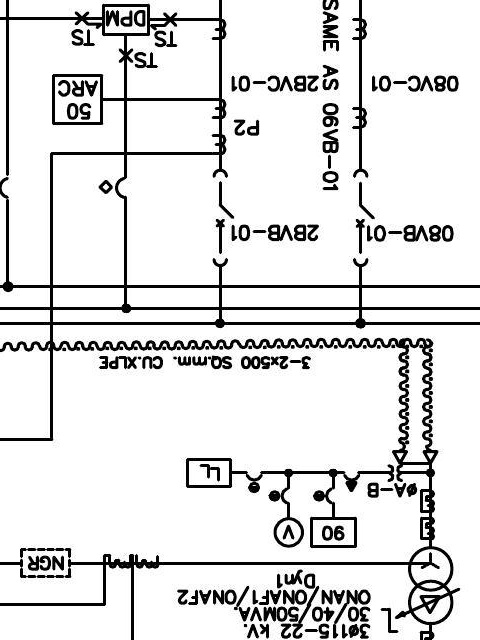 DPM
TS
TS
TS
50
ARC
2BVC-01
08VC-01
SAME AS 06VB-01
P2
2BVB-01
08VB-01
3-2x500 SQ.mm. CU.XLPE
LL
ØA-B
V
90
NGR
3Ø115-22 kV.
30/40/50MVA.
ONAN/ONAF1/ONAF2
Dyn1